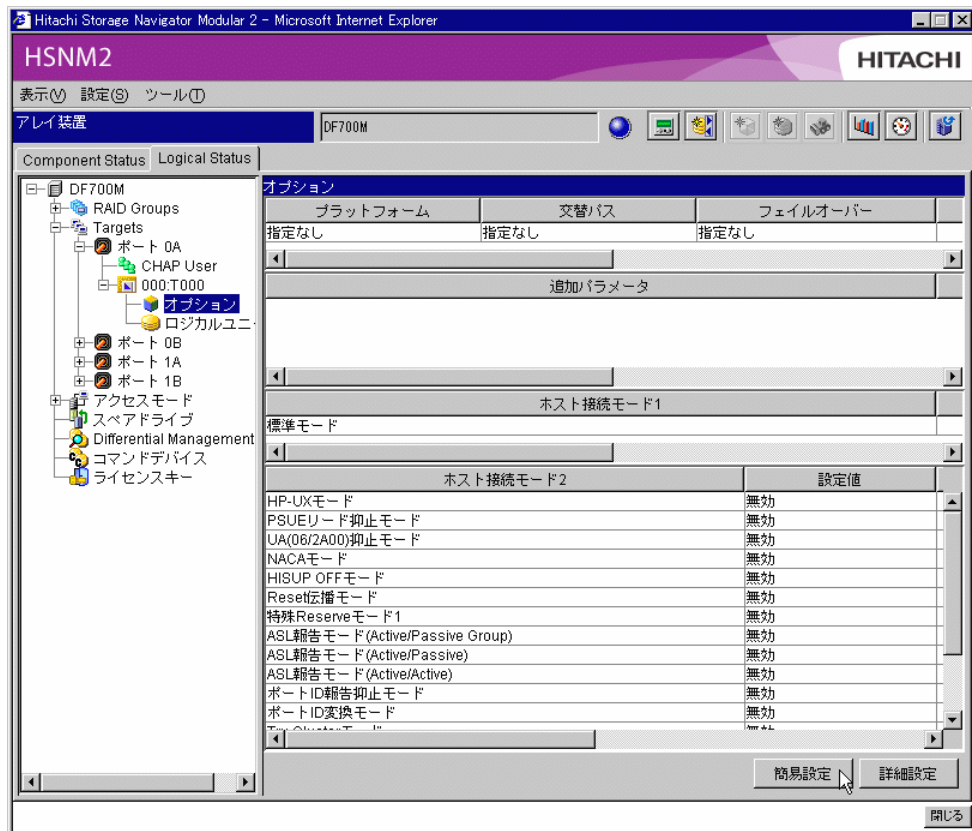 Hitachi Storage Navigator Modular 2 - Microsoft Internet Explorer
HSNM2
HITACHI
表示(V) 設定(S) ツール(T)
アレイ装置
DF700M
Component Status
Logical Status
DF700M
RAID Groups
Targets
ポート 0A
CHAP User
000:T000
オプション
ロジカルユニ
ポート 0B
ポート 1A
ポート 1B
アクセスモード
スペアドライブ
Differential Management
コマンドデバイス
ライセンスキー
オプション
プラットフォーム 交替パス フェイルオーバー
指定なし 指定なし 指定なし
追加パラメータ
ホスト接続モード1
標準モード
ホスト接続モード2 設定値
HP-UXモード 無効
PSUEリード抑止モード 無効
UA(06/2A00)抑止モード 無効
NACAモード 無効
HISUP OFFモード 無効
Reset伝播モード 無効
特殊Reserveモード1 無効
ASL報告モード(Active/Passive Group) 無効
ASL報告モード(Active/Passive) 無効
ASL報告モード(Active/Active) 無効
ポートID報告抑止モード 無効
ポートID変換モード 無効
簡易設定 詳細設定
閉じる